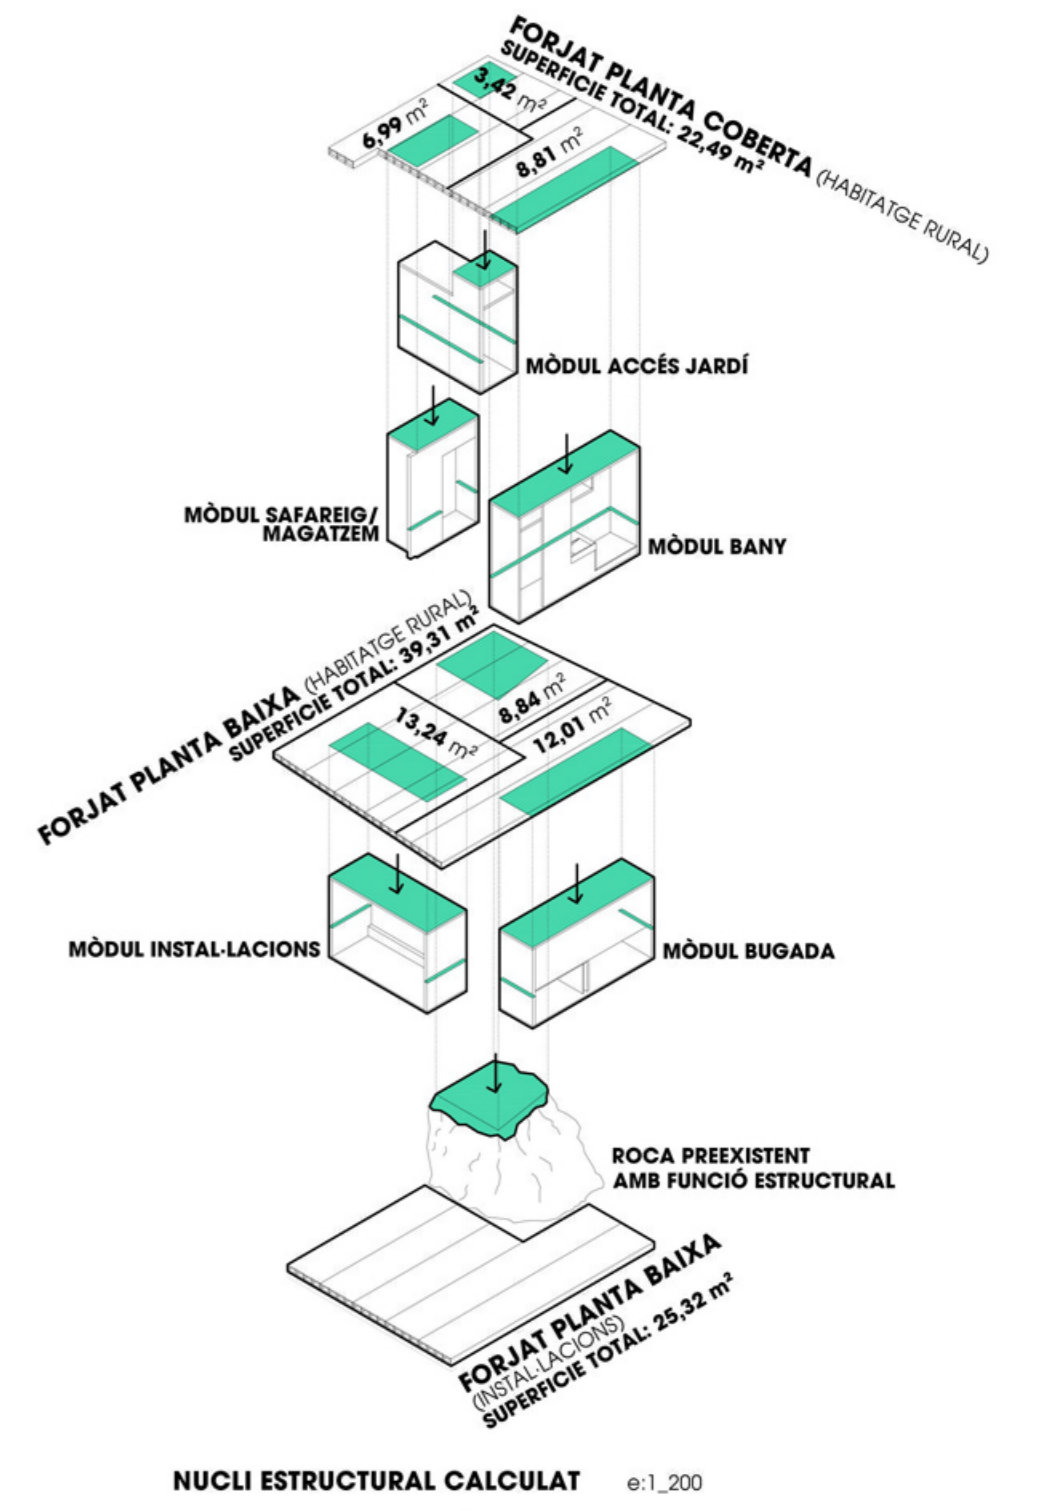 FORJAT PLANTA COBERTA (HABITATGE RURAL)
SUPERFICIE TOTAL: 22,49 m²
3,42 m²
6,99 m²
8,81 m²
MÒDUL ACCÉS JARDÍ
MÒDUL SAFAREIG/
MAGATZEM
MÒDUL BANY
FORJAT PLANTA BAIXA (HABITATGE RURAL)
SUPERFICIE TOTAL: 39,31 m²
8,84 m²
13,24 m²
12,01 m²
MÒDUL INSTAL·LACIONS
MÒDUL BUGADA
ROCA PREEXISTENT
AMB FUNCIÓ ESTRUCTURAL
FORJAT PLANTA BAIXA
(INSTAL·LACIONS)
SUPERFICIE TOTAL: 25,32 m²
NUCLI ESTRUCTURAL CALCULAT e:1_200